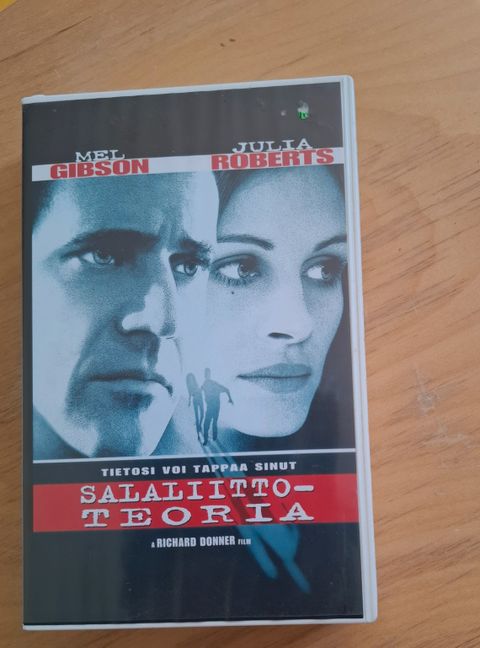 MEL JULIA
GIBSON ROBERTS
TIETOSI VOI TAPPAA SINUT
SALALIITTO-
TEORIA
A RICHARD DONNER FILM